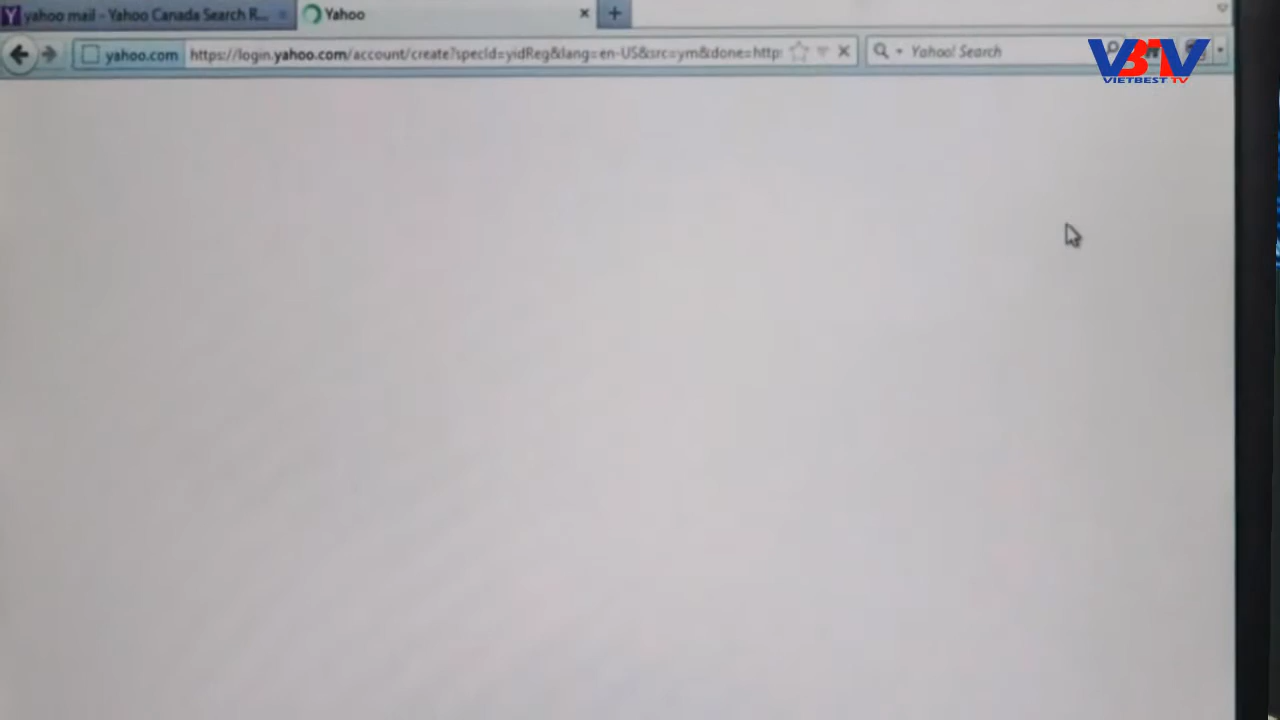 yahoo mail - Yahoo Canada Search R...
Yahoo
yahoo.com
https://login.yahoo.com/account/create?specId=yidReg&lang=en-US&src=ym&done=http
Yahoo! Search
VBTV
VIETBEST TV